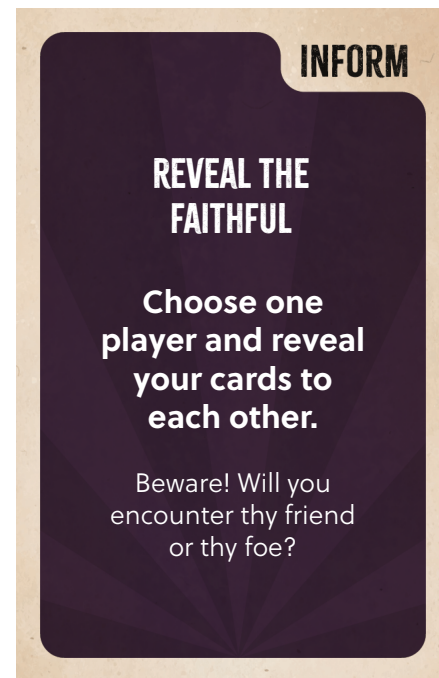 INFORM
REVEAL THE
FAITHFUL
Choose one
player and reveal
your cards to
each other.
Beware! Will you
encounter thy friend
or thy foe?